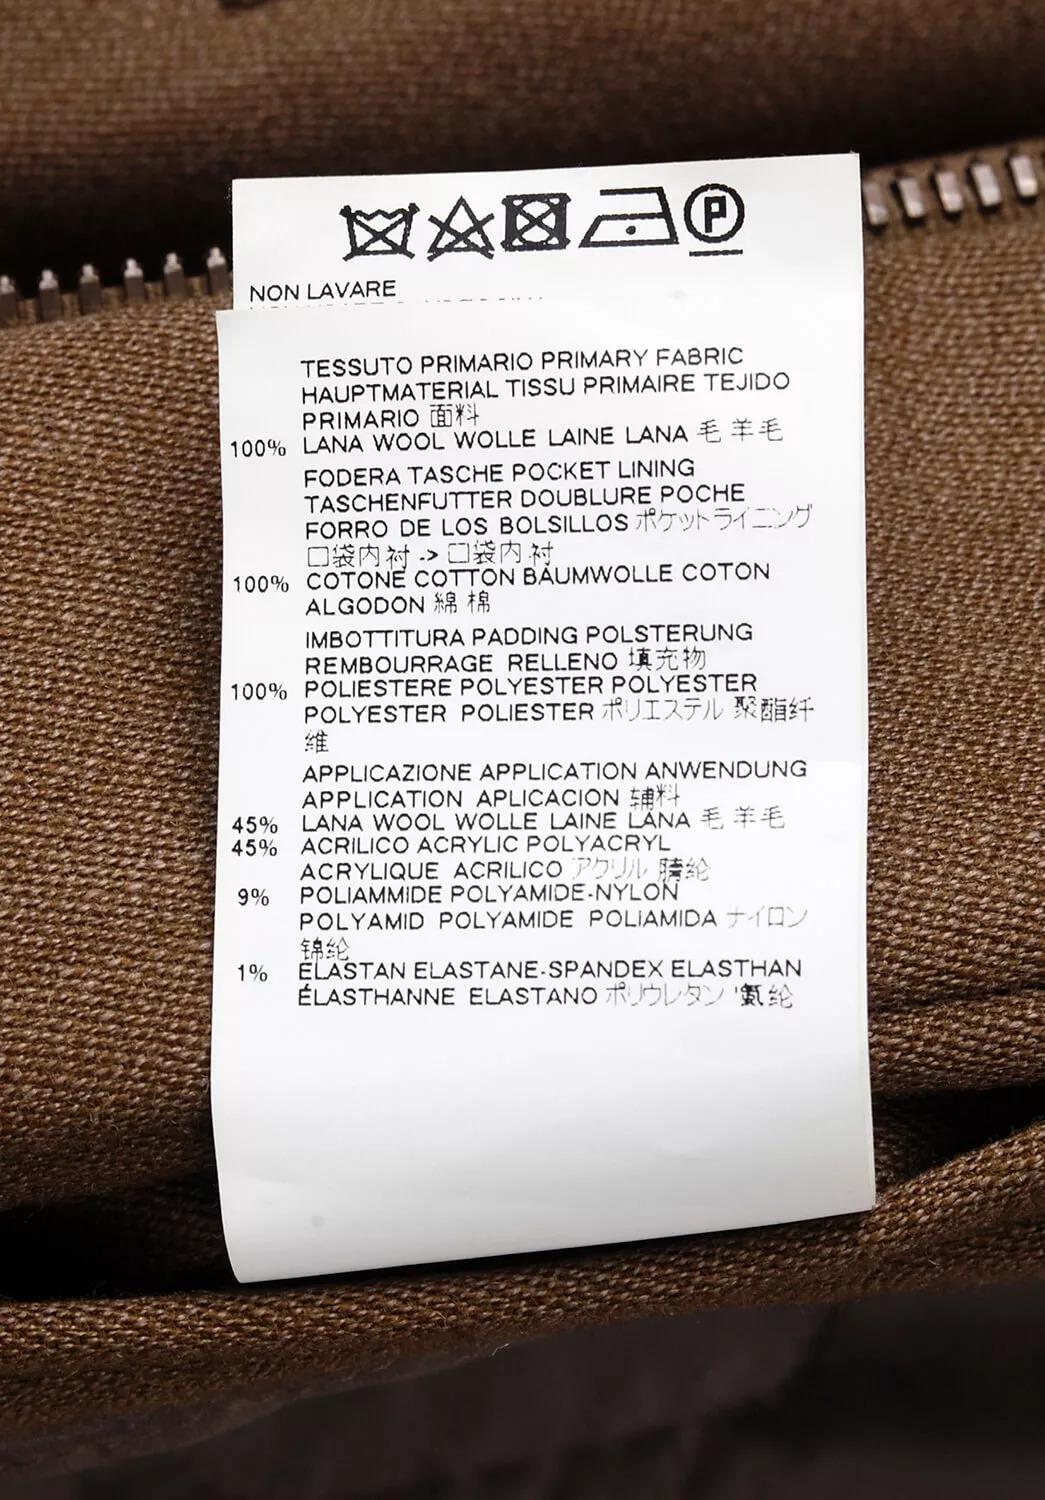 P
NON LAVARE
TESSUTO PRIMARIO PRIMARY FABRIC
HAUPTMATERIAL TISSU PRIMAIRE TEJIDO
PRIMARIO 面料
100% LANA WOOL WOLLE LAINE LANA 毛 羊毛
FODERA TASCHE POCKET LINING
TASCHENFUTTER DOUBLURE POCHE
FORRO DE LOS BOLSILLOS ポケットライニング
口袋内衬 -> 口袋内衬
100% COTONE COTTON BAUMWOLLE COTON
ALGODON 綿 棉
IMBOTTITURA PADDING POLSTERUNG
REMBOURRAGE RELLENO 填充物
100% POLIESTERE POLYESTER POLYESTER
POLYESTER POLIESTER ポリエステル 聚酯纤
维
APPLICAZIONE APPLICATION ANWENDUNG
APPLICATION APLICACION 辅料
45% LANA WOOL WOLLE LAINE LANA 毛 羊毛
45% ACRILICO ACRYLIC POLYACRYL
ACRYLIQUE ACRILICO アクリル 腈纶
9% POLIAMMIDE POLYAMIDE-NYLON
POLYAMID POLYAMIDE POLIAMIDA ナイロン
锦纶
1% ELASTAN ELASTANE-SPANDEX ELASTHAN
ÉLASTHANNE ELASTANO ポリウレタン 氨纶